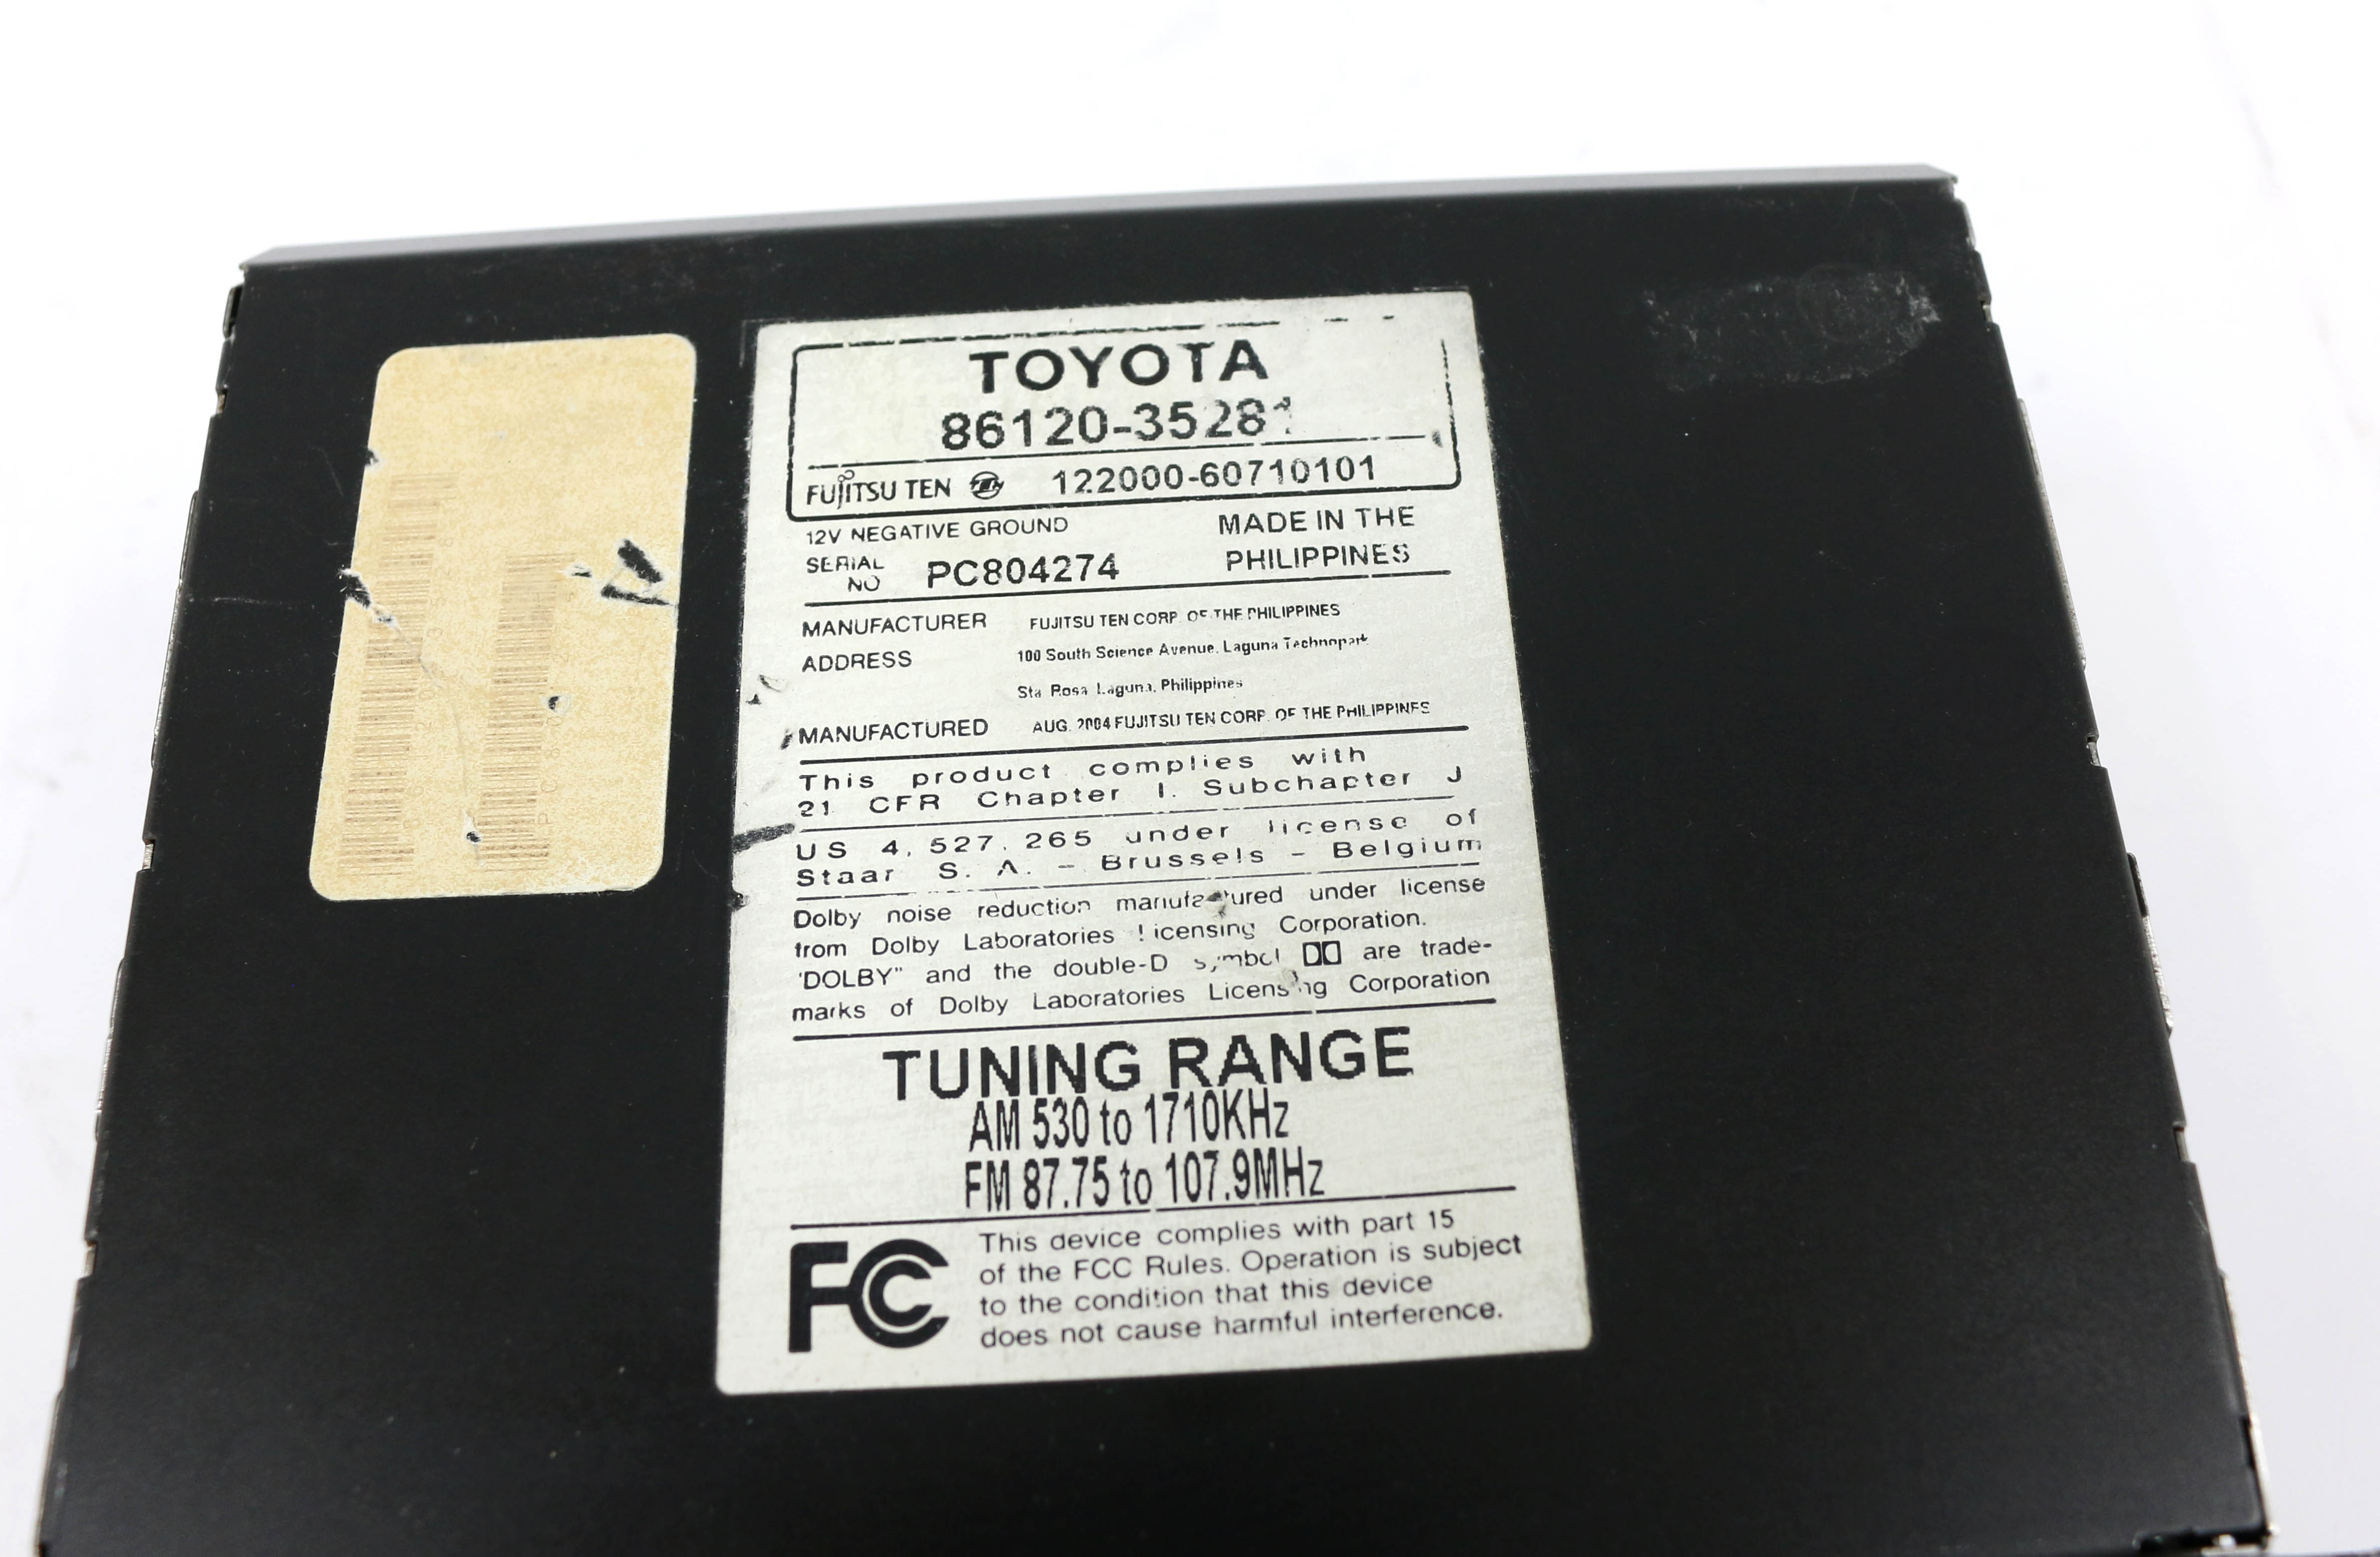 TOYOTA
86120-35281
FUJITSU TEN 122000-60710101
12V NEGATIVE GROUND
MADE IN THE
PHILIPPINES
SERIAL
NO PC804274
MANUFACTURER FUJITSU TEN CORP. OF THE PHILIPPINES
ADDRESS 100 South Science Avenue, Laguna Technopark
Sta Rosa Laguna, Philippines
MANUFACTURED AUG. 2004 FUJITSU TEN CORP. OF THE PHILIPPINES
This product complies with
21 CFR Chapter I. Subchapter J
US 4,527,265 under license of
Staar S. A. - Brussels - Belgium
Dolby noise reduction manufactured under license
from Dolby Laboratories Licensing Corporation.
"DOLBY" and the double-D symbol are trade-
marks of Dolby Laboratories Licensing Corporation
TUNING RANGE
AM 530 to 1710KHz
FM 87.75 to 107.9MHz
FC This device complies with part 15
of the FCC Rules. Operation is subject
to the condition that this device
does not cause harmful interference.